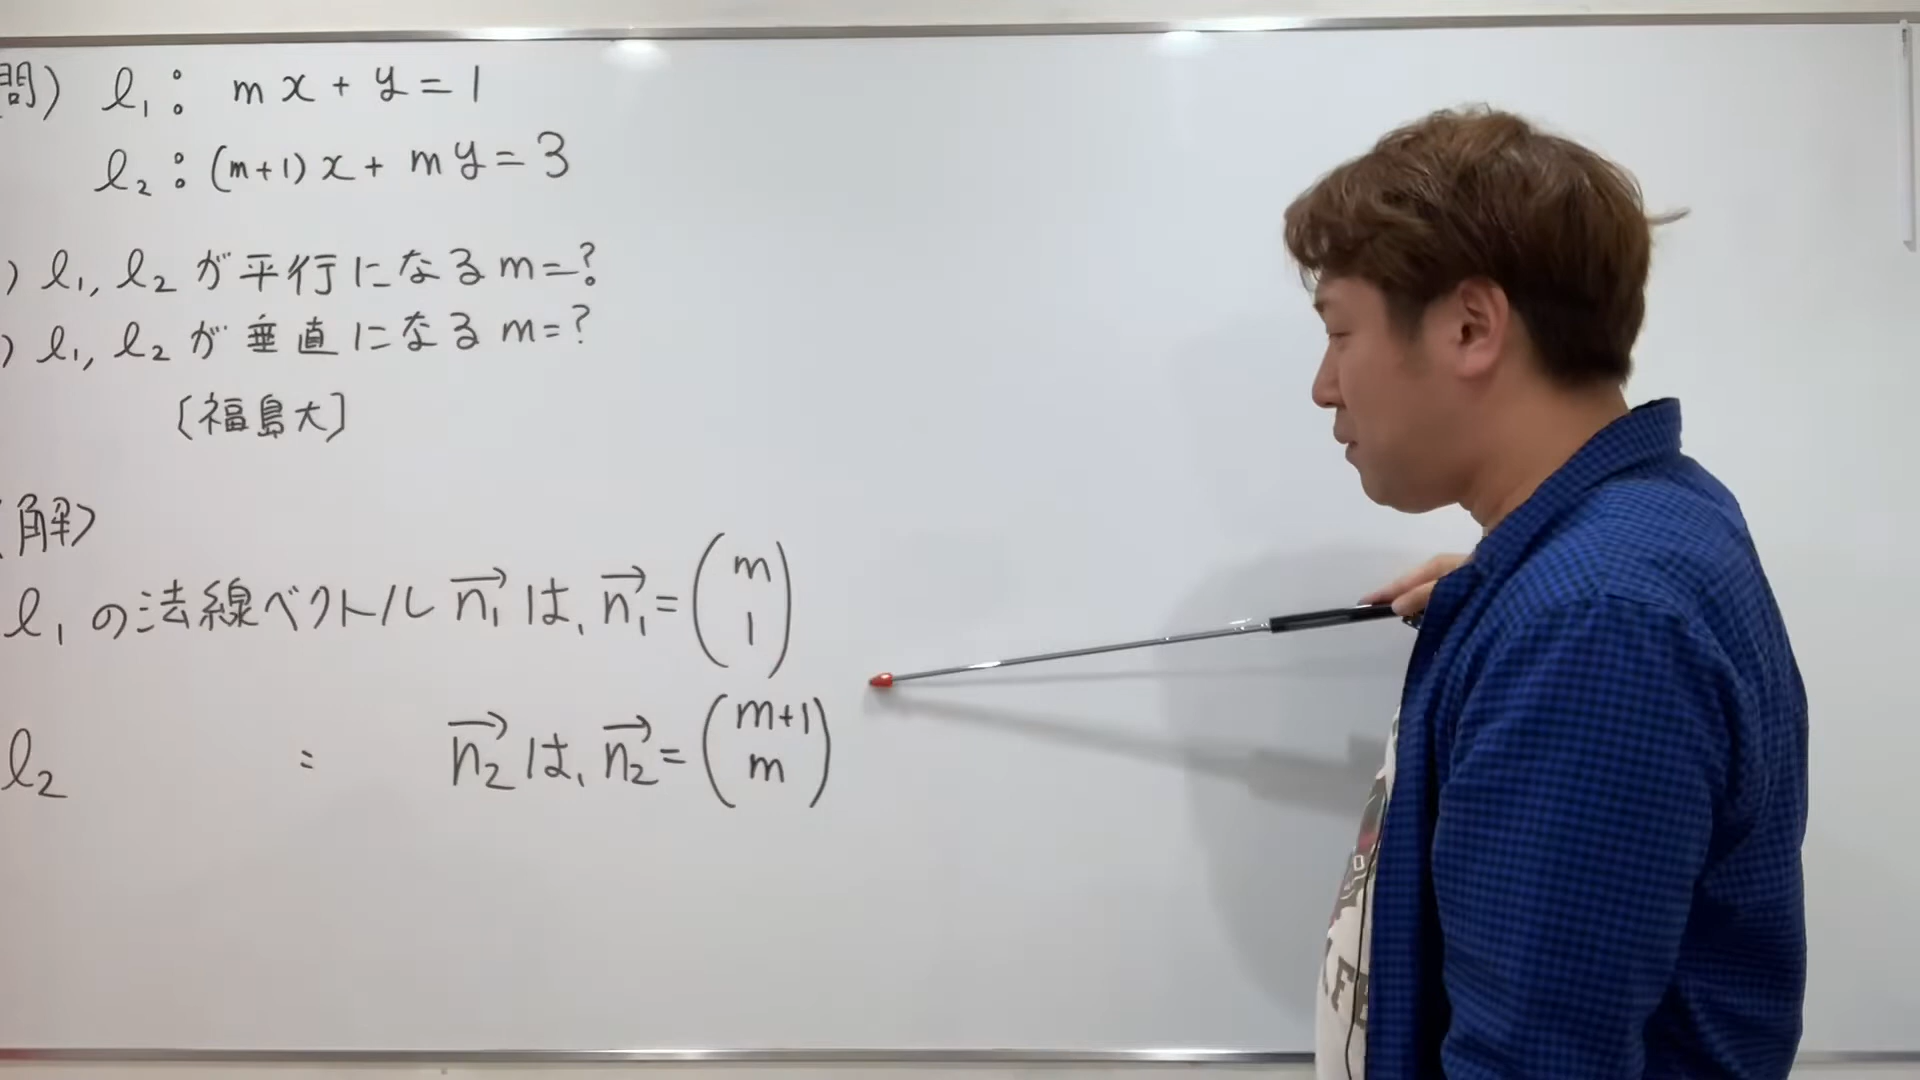 問) ℓ₁: mx + y = 1
ℓ₂: (m+1)x + my = 3
) ℓ₁, ℓ₂ が平行になる m=?
) ℓ₁, ℓ₂ が垂直になる m=?
〔福島大〕
〈解〉
ℓ₁の法線ベクトル n₁→ は、n₁→ = (m 1)
ℓ₂ 〃 n₂→ は、n₂→ = (m+1 m)